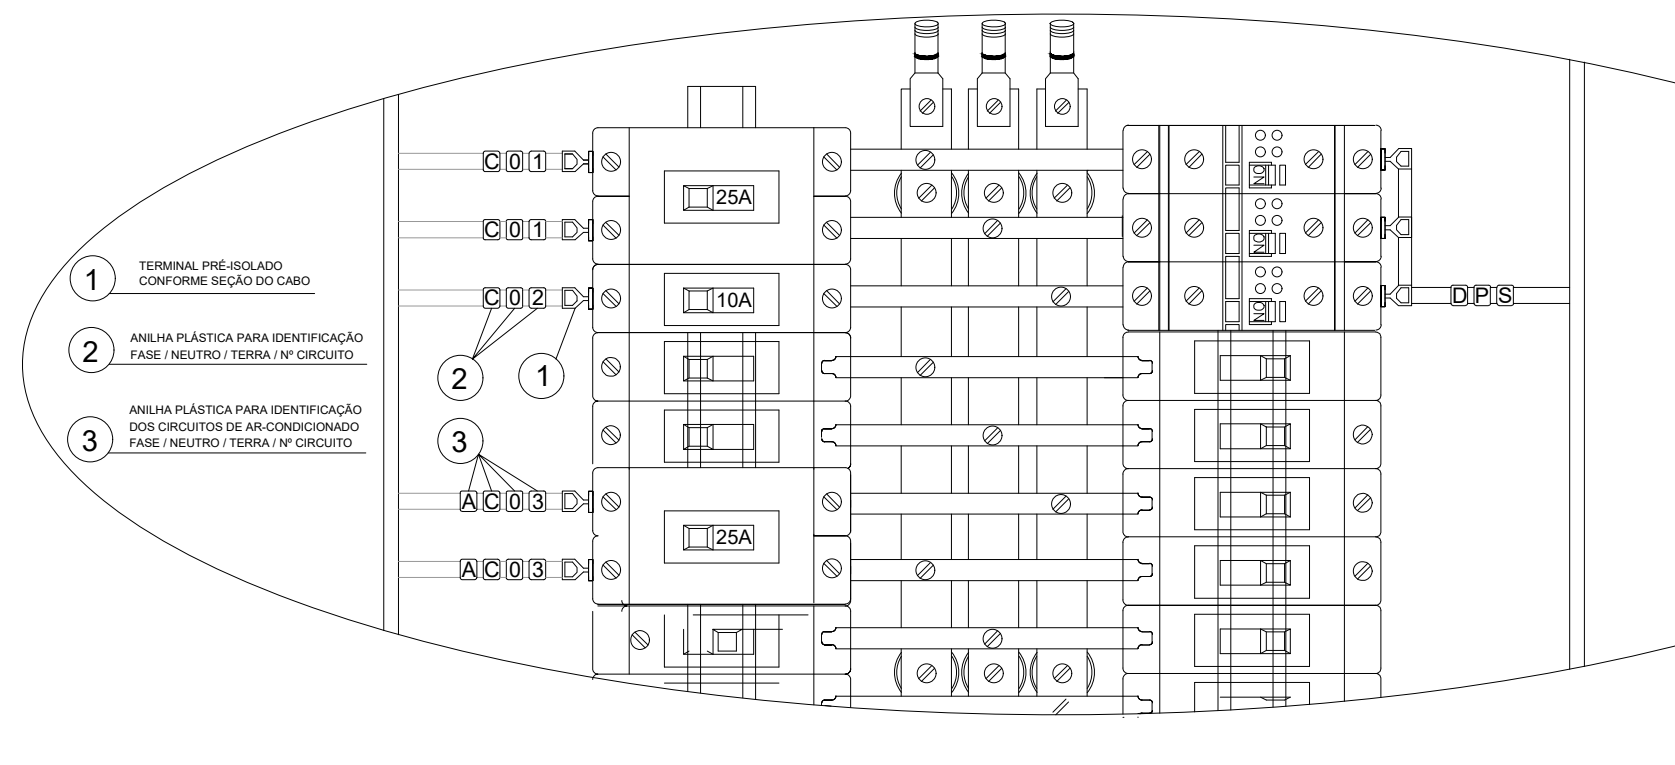 C01
25A
NO
C01
NO
1
TERMINAL PRÉ-ISOLADO
CONFORME SEÇÃO DO CABO
C02
10A
NO
DPS
2
ANILHA PLÁSTICA PARA IDENTIFICAÇÃO
FASE / NEUTRO / TERRA / Nº CIRCUITO
2
1
3
ANILHA PLÁSTICA PARA IDENTIFICAÇÃO
DOS CIRCUITOS DE AR-CONDICIONADO
FASE / NEUTRO / TERRA / Nº CIRCUITO
3
AC03
25A
AC03